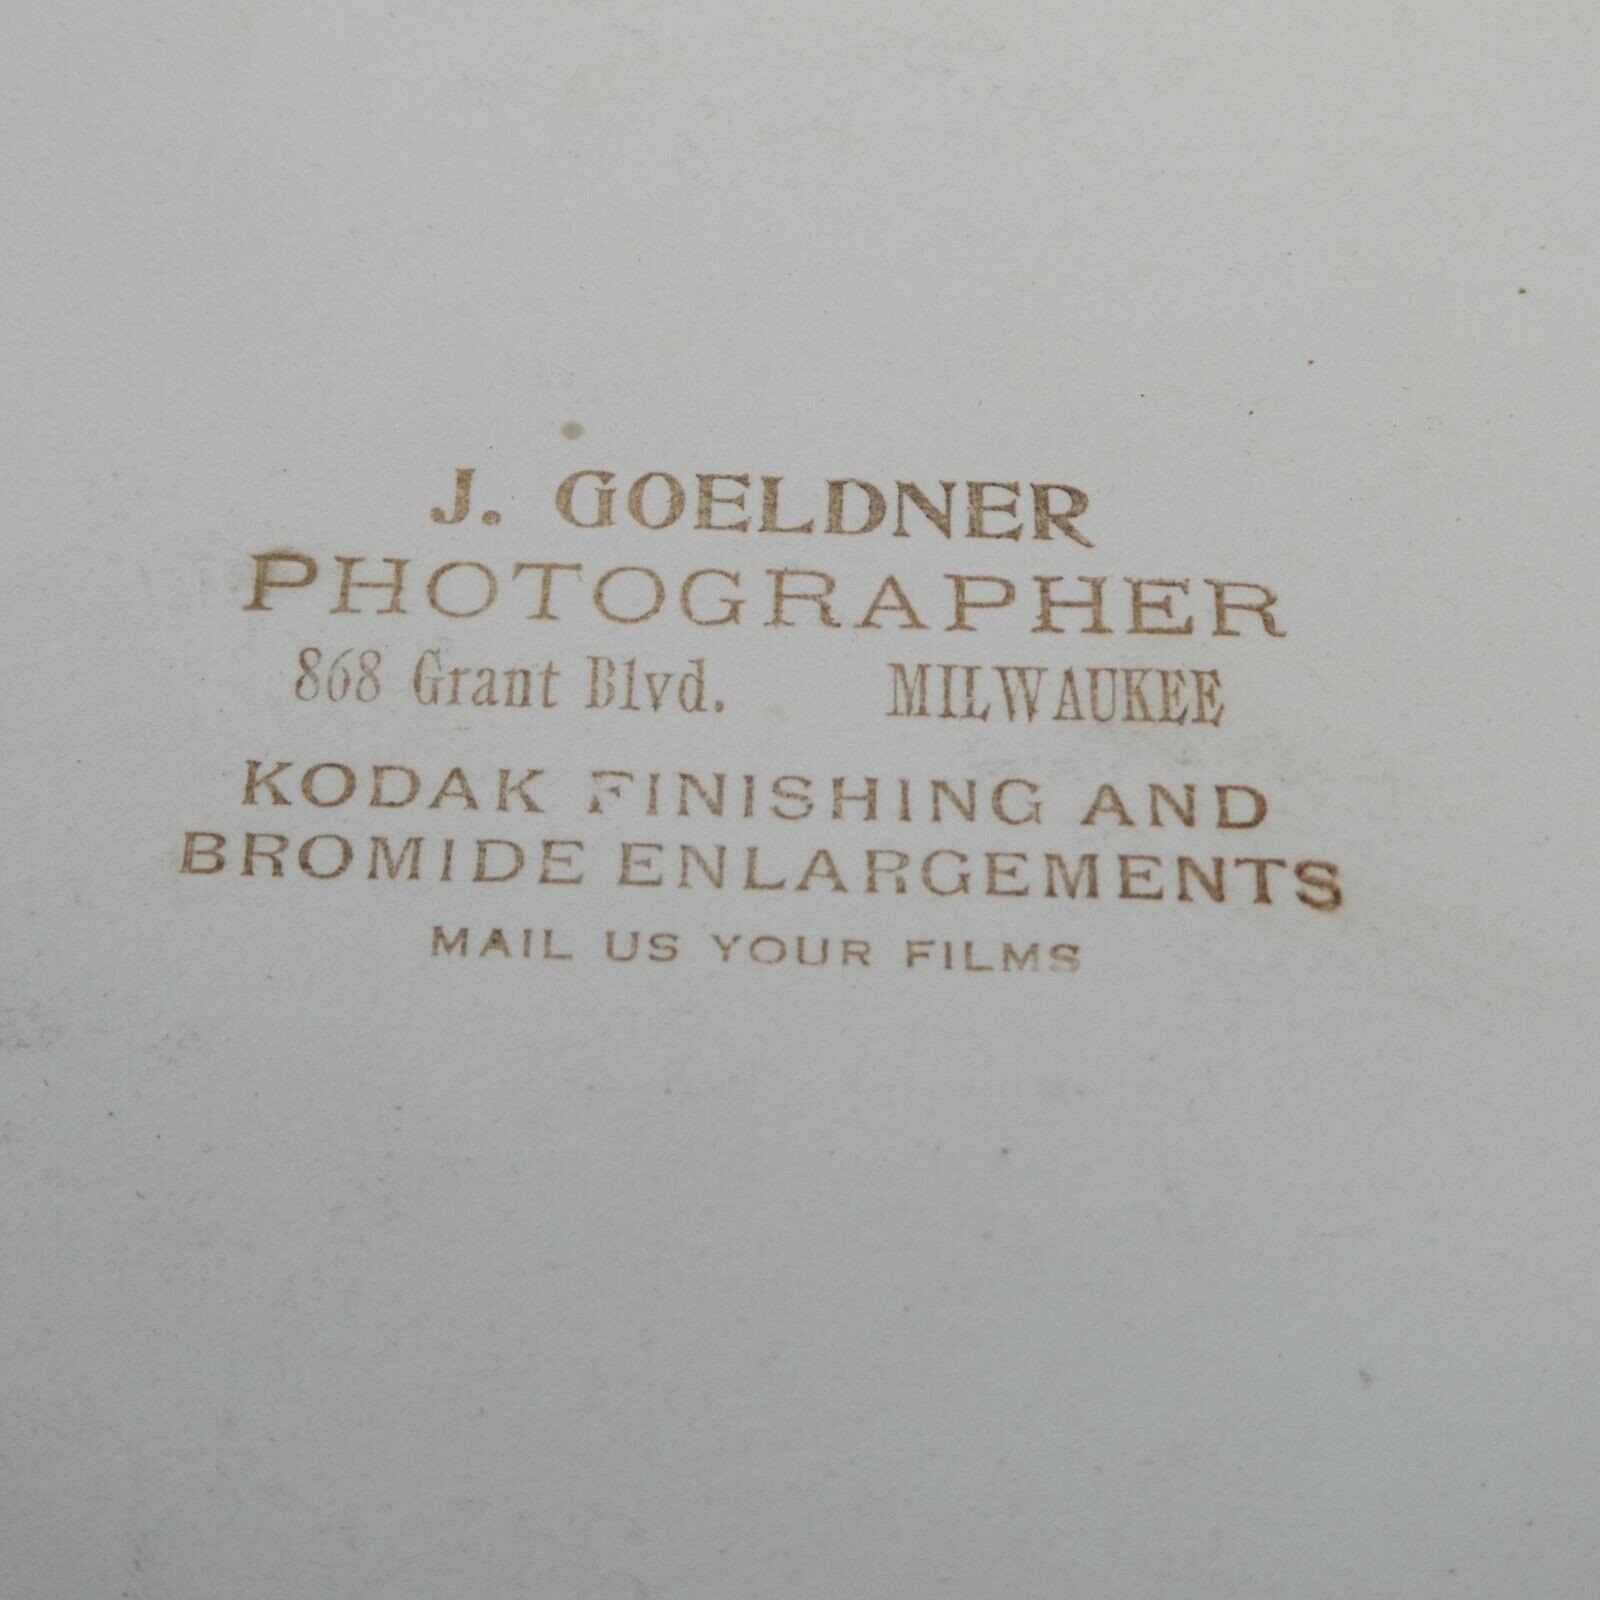 J. GOELDNER
PHOTOGRAPHER
868 Grant Blvd. MILWAUKEE
KODAK FINISHING AND
BROMIDE ENLARGEMENTS
MAIL US YOUR FILMS